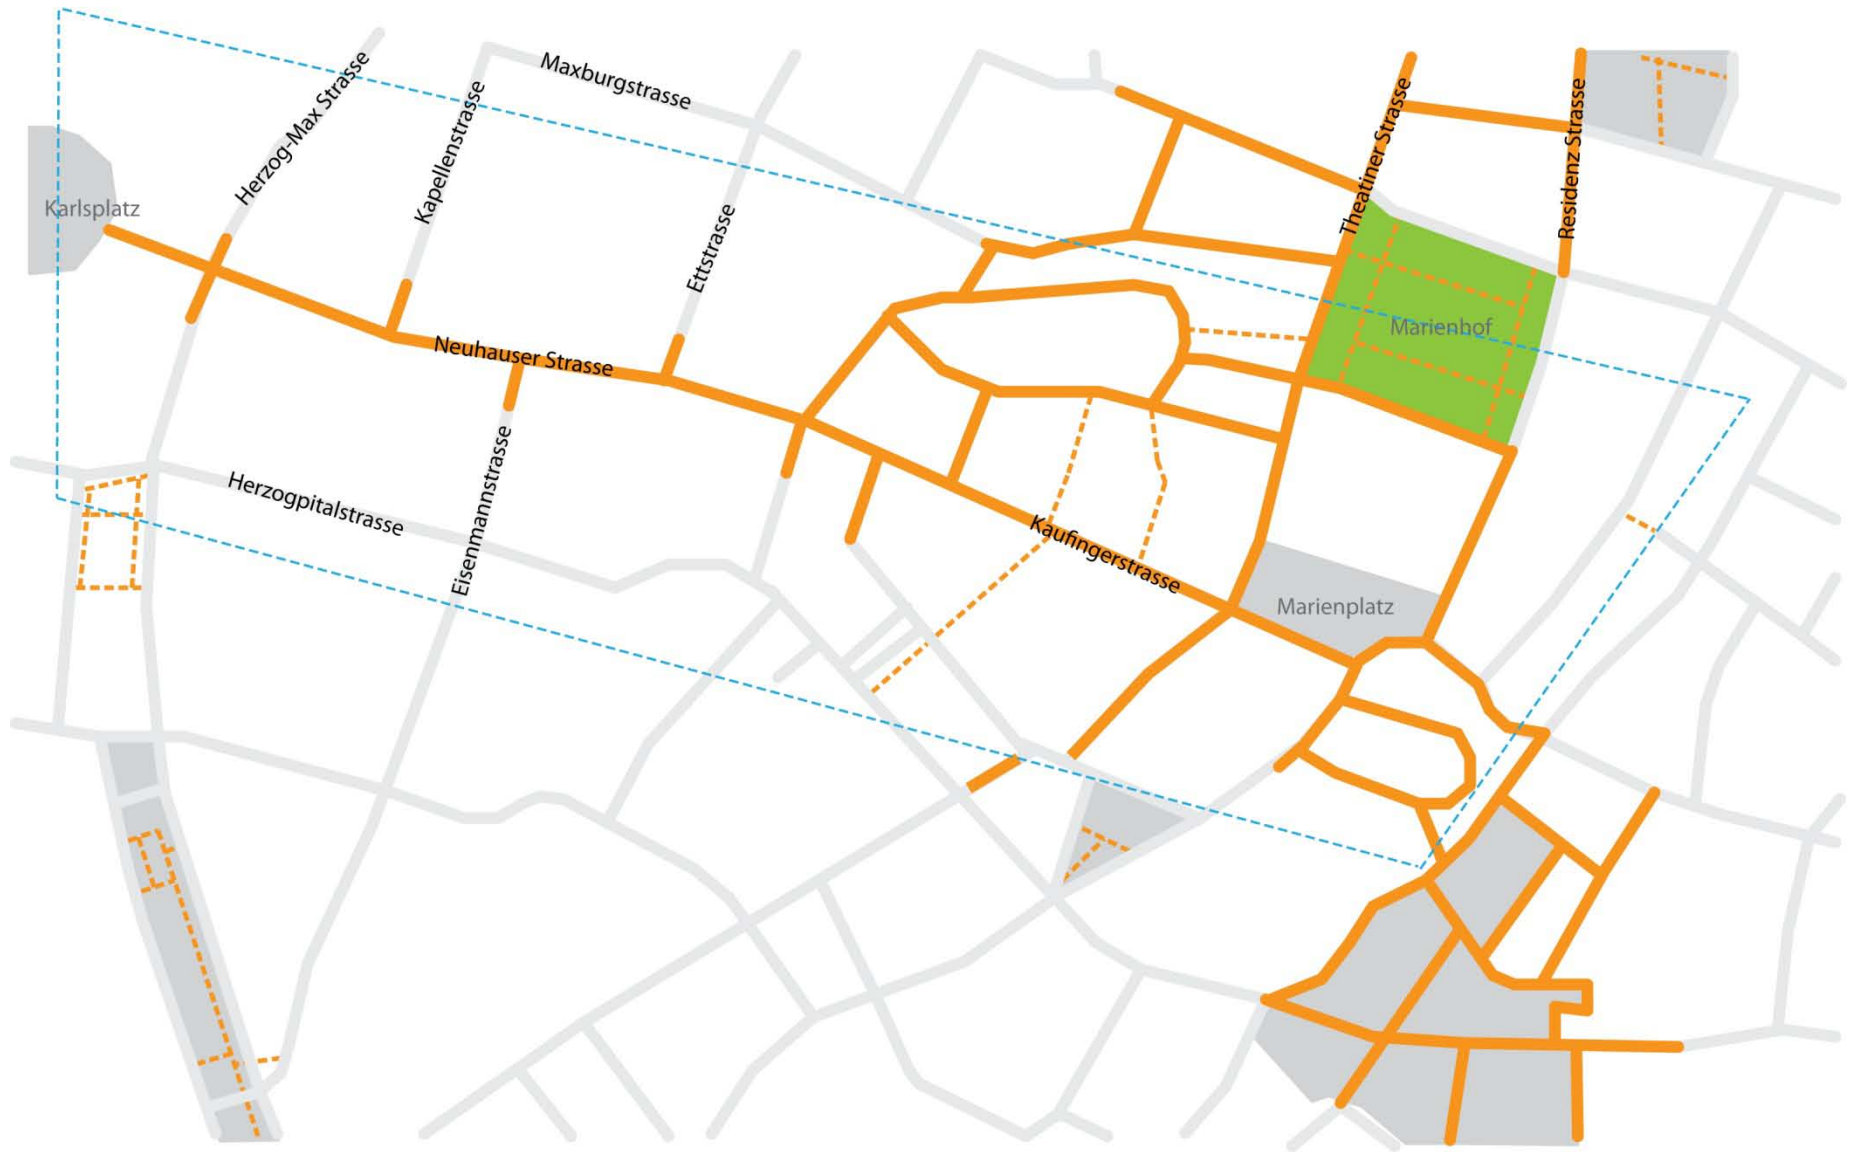 Maxburgstrasse
Herzog-Max Strasse
Kapellenstrasse
Theatiner Strasse
Residenz Strasse
Karlsplatz
Ettstrasse
Marienhof
Neuhauser Strasse
Herzogpitalstrasse
Eisenmannstrasse
Kaufingerstrasse
Marienplatz